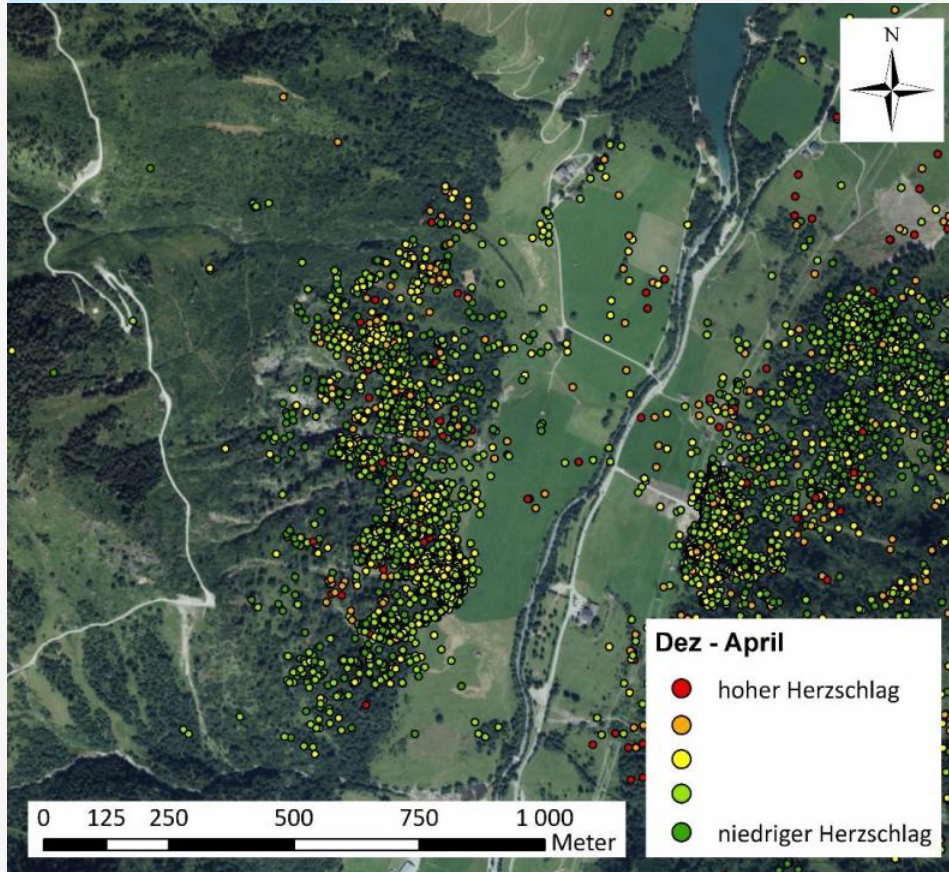 N
Dez - April
hoher Herzschlag
niedriger Herzschlag
0 125 250 500 750 1 000
Meter